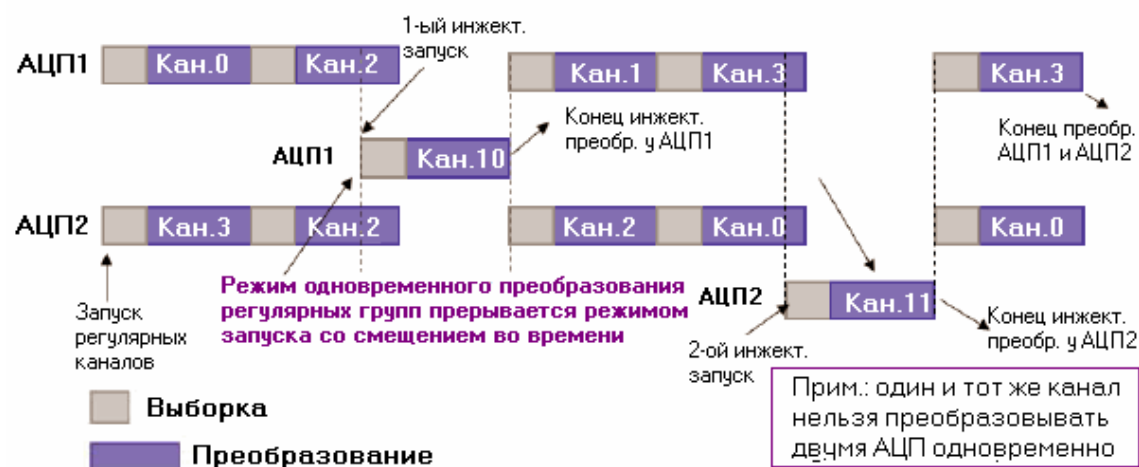 1-ый инжект.
запуск
АЦП1
Кан.0
Кан.2
Кан.1
Кан.3
Кан.3
Конец инжект.
преобр. у АЦП1
Конец преобр.
АЦП1 и АЦП2
АЦП1
Кан.10
АЦП2
Кан.3
Кан.2
Кан.2
Кан.0
Кан.0
Режим одновременного преобразования
регулярных групп прерывается режимом
запуска со смещением во времени
АЦП2
Кан.11
Запуск
регулярных
каналов
Конец инжект.
преобр. у АЦП2
2-ой инжект.
запуск
Прим.: один и тот же канал
нельзя преобразовывать
двумя АЦП одновременно
Выборка
Преобразование